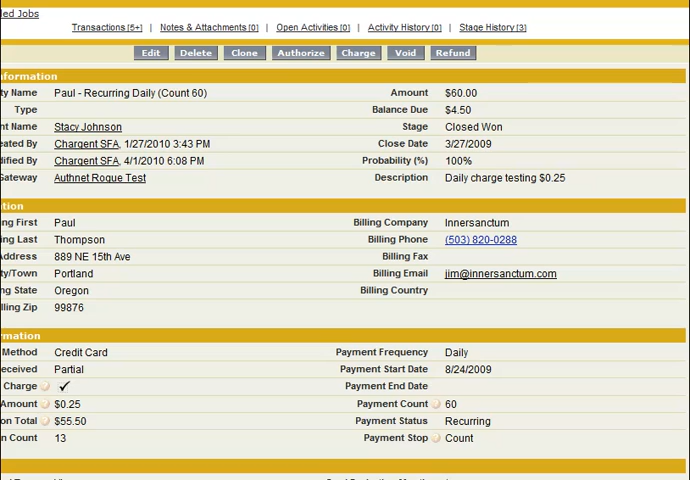 led Jobs
Transactions [5+] | Notes & Attachments [0] | Open Activities [0] | Activity History [0] | Stage History [3]
Edit Delete Clone Authorize Charge Void Refund
nformation
ty Name Paul - Recurring Daily (Count 60) Amount $60.00
Type Balance Due $4.50
nt Name Stacy Johnson Stage Closed Won
eated By Chargent SFA, 1/27/2010 3:43 PM Close Date 3/27/2009
dified By Chargent SFA, 4/1/2010 6:08 PM Probability (%) 100%
Gateway Authnet Rogue Test Description Daily charge testing $0.25
ation
ng First Paul Billing Company Innersanctum
ing Last Thompson Billing Phone (503) 820-0288
Address 889 NE 15th Ave Billing Fax
ty/Town Portland Billing Email jim@innersanctum.com
ng State Oregon Billing Country
lling Zip 99876
rmation
Method Credit Card Payment Frequency Daily
eceived Partial Payment Start Date 8/24/2009
Charge Payment End Date
Amount $0.25 Payment Count 60
on Total $55.50 Payment Status Recurring
n Count 13 Payment Stop Count